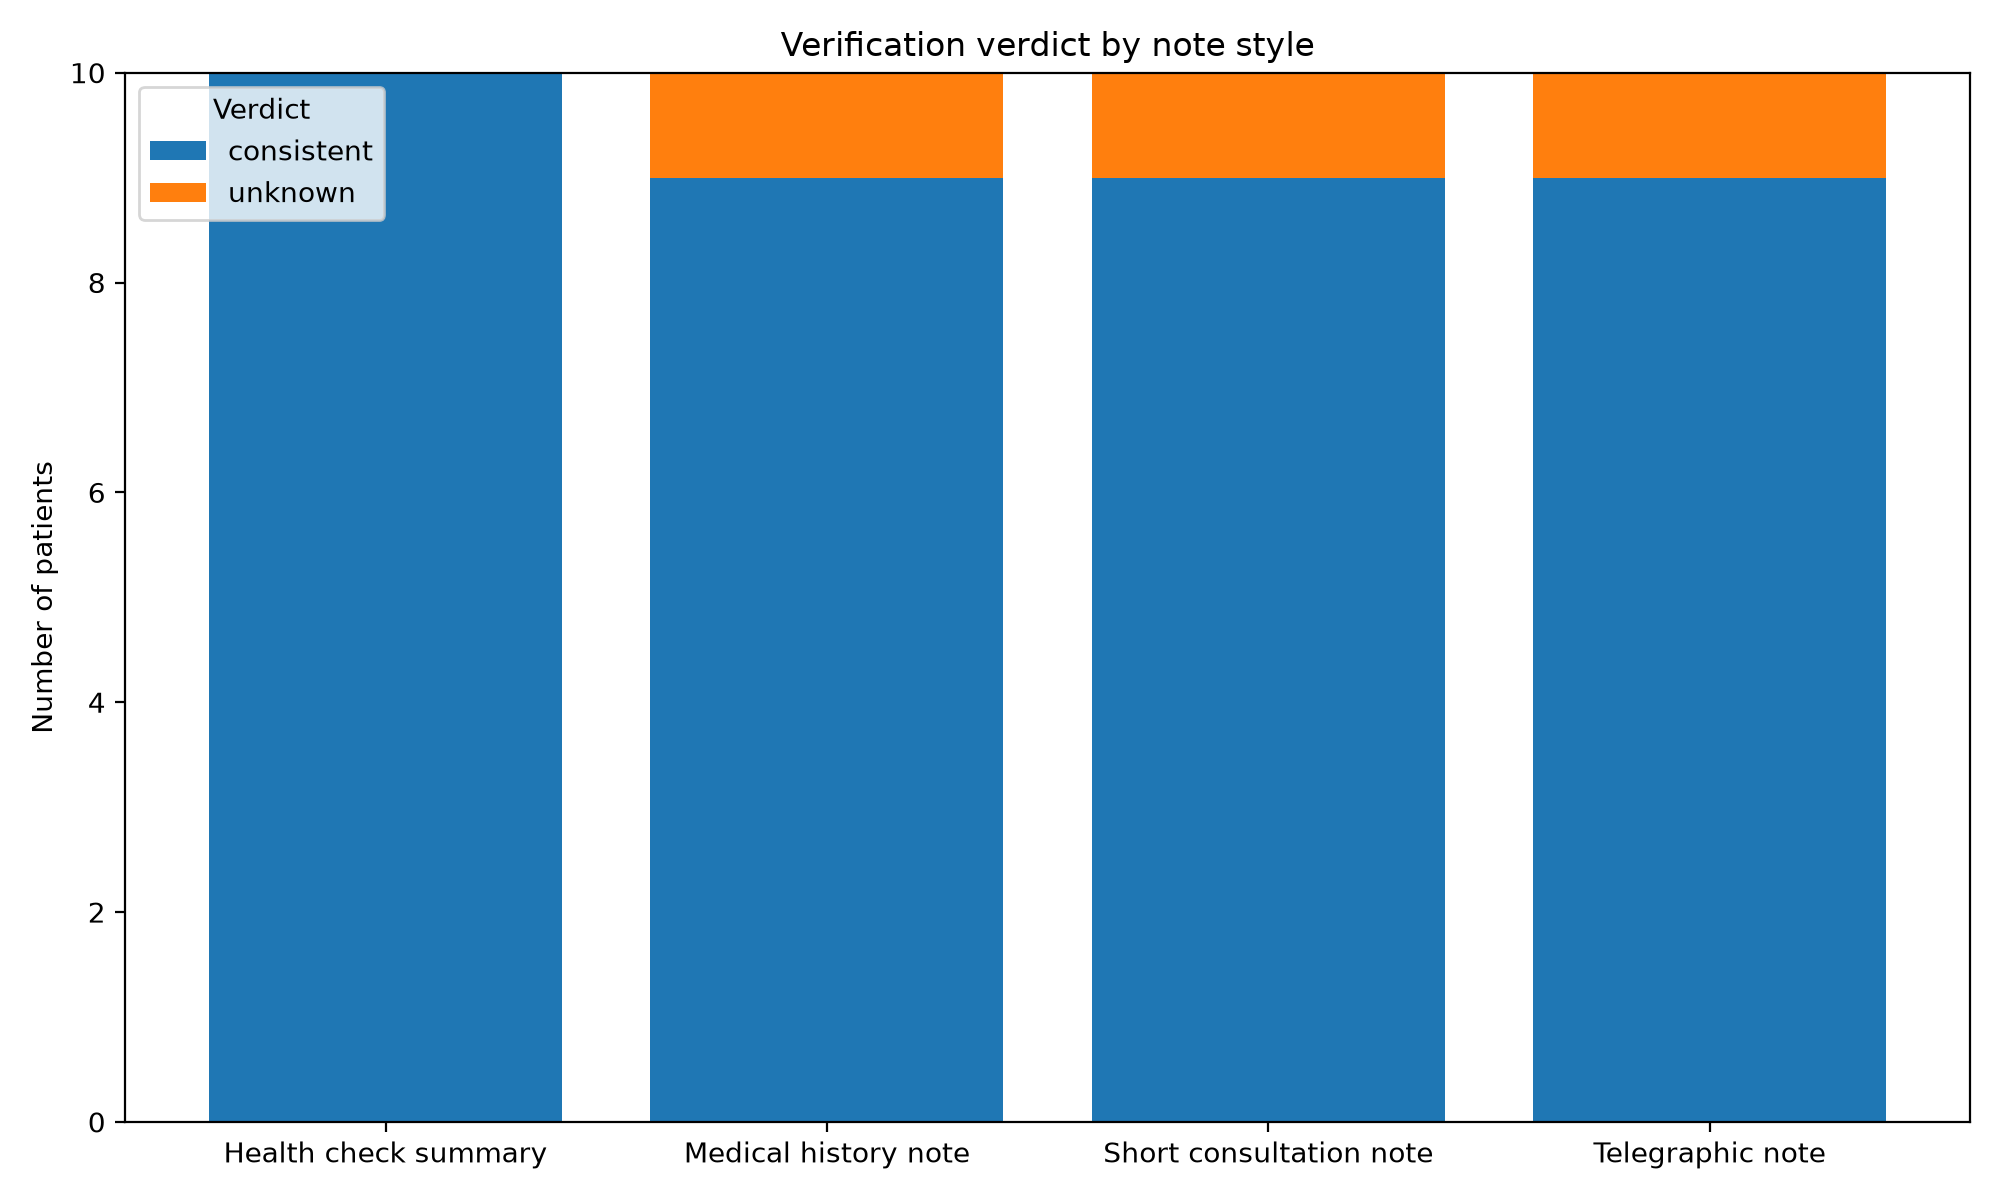 Verification verdict by note style
Verdict
consistent
unknown
Number of patients
10
8
6
4
2
0
Health check summary
Medical history note
Short consultation note
Telegraphic note